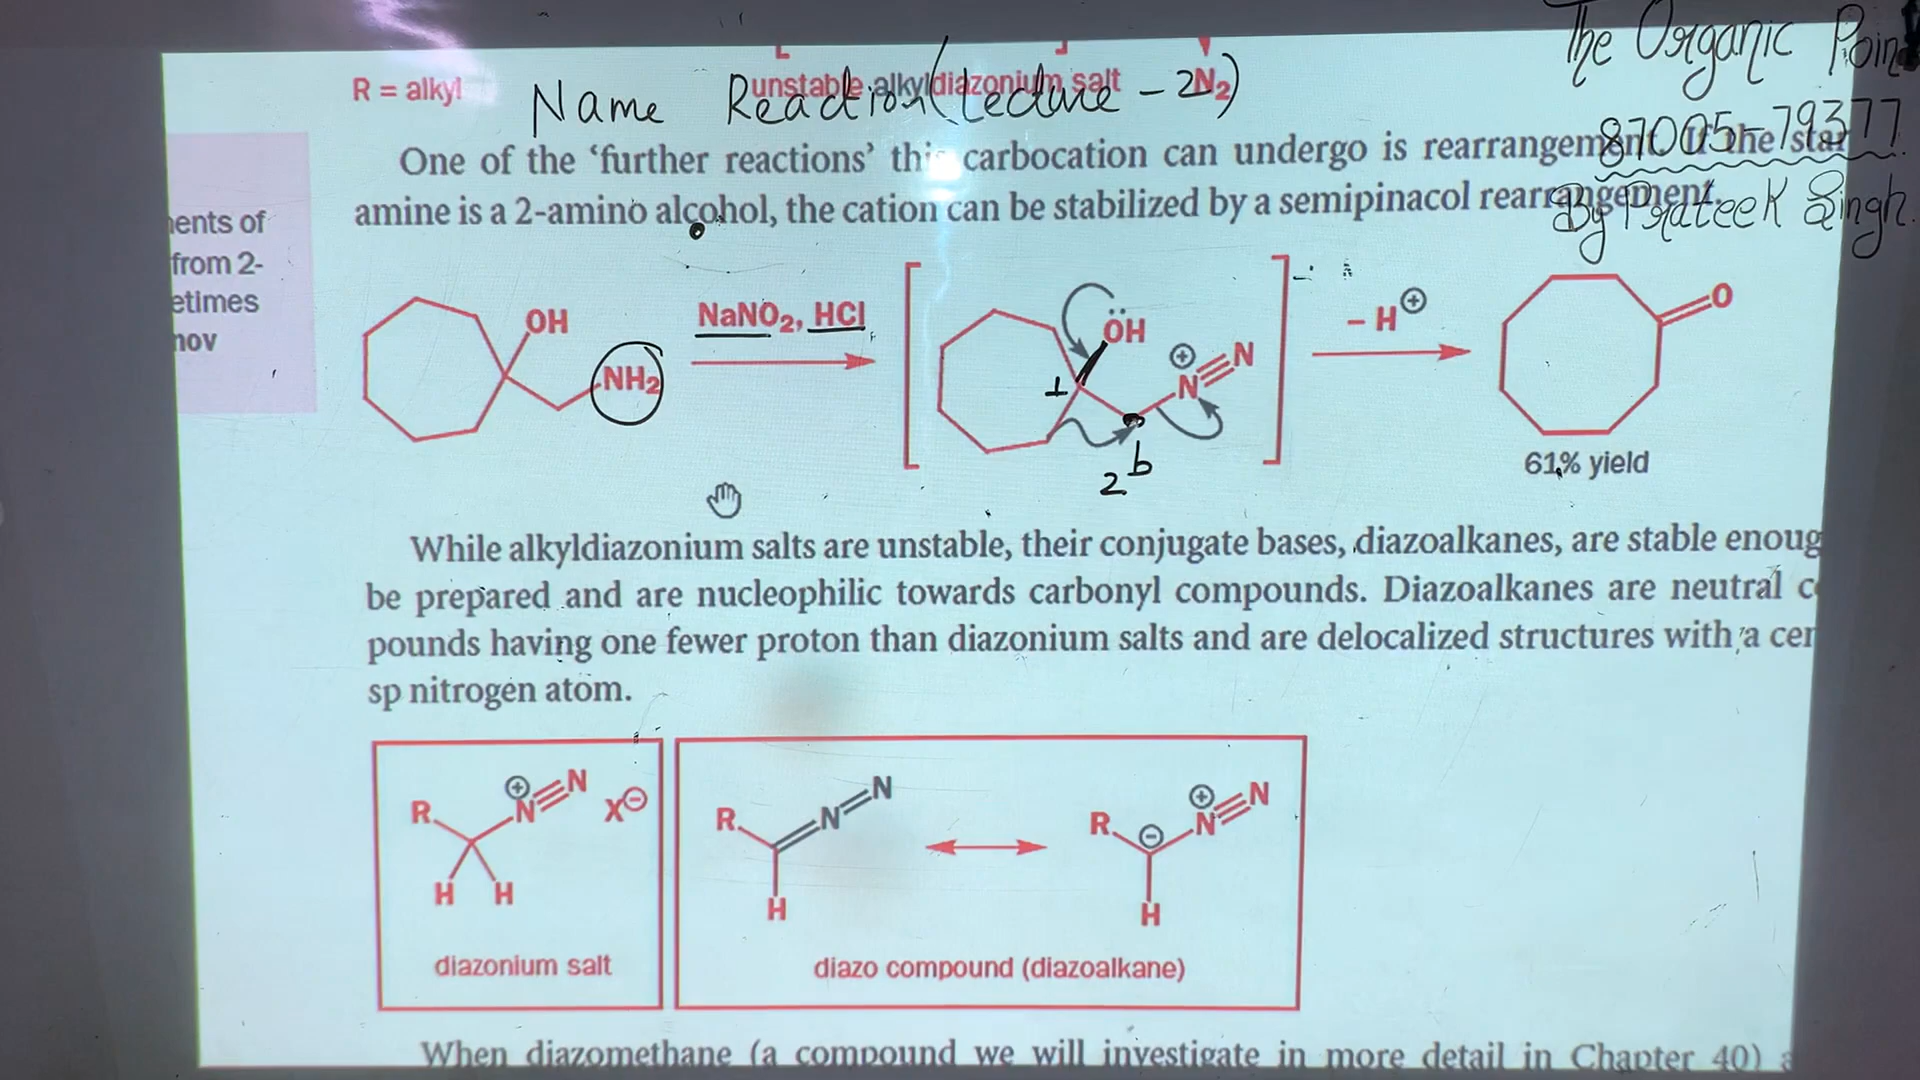 The Organic Poin
R = alkyl
unstable alkyldiazonium salt
N₂
Name Reaction (Lecture - 2)
87005-79377
One of the ‘further reactions’ this carbocation can undergo is rearrangement. If the star
By Prateek Singh.
amine is a 2-amino alcohol, the cation can be stabilized by a semipinacol rearrangement.
ents of
from 2-
etimes
nov
OH
NH₂
NaNO₂, HCl
ÖH
⊕
N≡N
1
b
2
– H⊕
O
61% yield
While alkyldiazonium salts are unstable, their conjugate bases, diazoalkanes, are stable enoug
be prepared and are nucleophilic towards carbonyl compounds. Diazoalkanes are neutral c
pounds having one fewer proton than diazonium salts and are delocalized structures with a cen
sp nitrogen atom.
R ⊕ N≡N X⊖
H H
diazonium salt
R N=N
H
R ⊖ ⊕ N≡N
H
diazo compound (diazoalkane)
When diazomethane (a compound we will investigate in more detail in Chapter 40) a